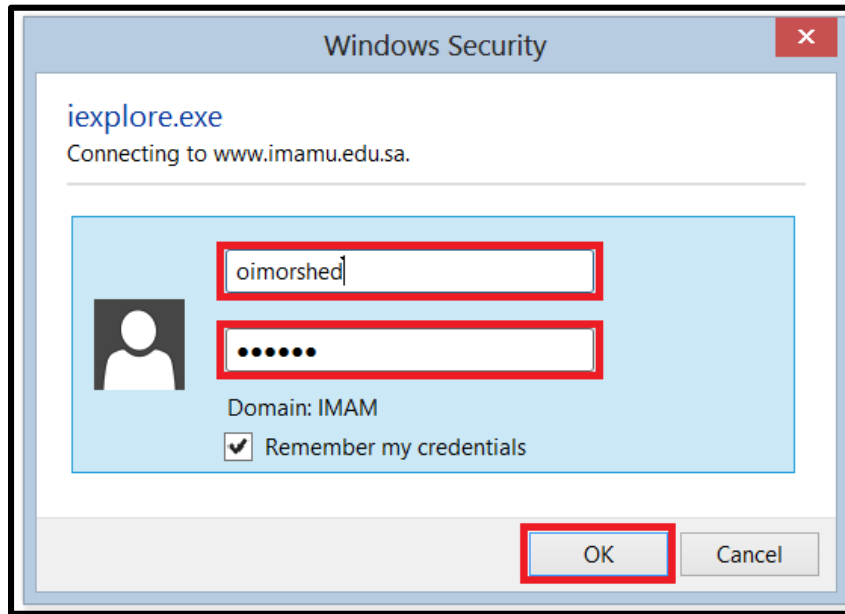 Windows Security
iexplore.exe
Connecting to www.imamu.edu.sa.
oimorshed
••••••
Domain: IMAM
Remember my credentials
OK Cancel